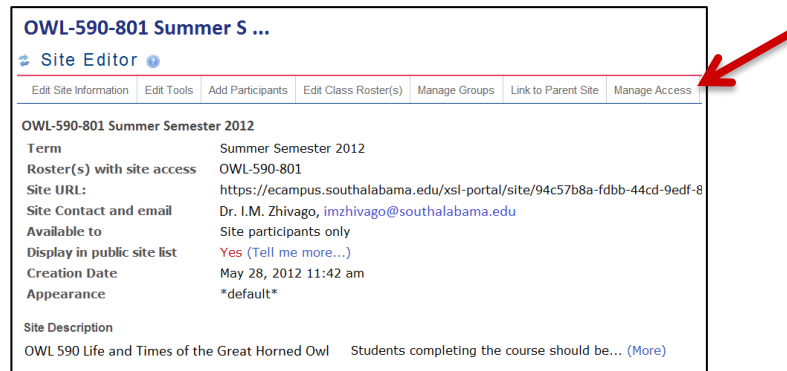 OWL-590-801 Summer S ...
Site Editor
Edit Site Information Edit Tools Add Participants Edit Class Roster(s) Manage Groups Link to Parent Site Manage Access
OWL-590-801 Summer Semester 2012
Term Summer Semester 2012
Roster(s) with site access OWL-590-801
Site URL: https://ecampus.southalabama.edu/xsl-portal/site/94c57b8a-fdbb-44cd-9edf-8
Site Contact and email Dr. I.M. Zhivago, imzhivago@southalabama.edu
Available to Site participants only
Display in public site list Yes (Tell me more...)
Creation Date May 28, 2012 11:42 am
Appearance *default*
Site Description
OWL 590 Life and Times of the Great Horned Owl Students completing the course should be... (More)